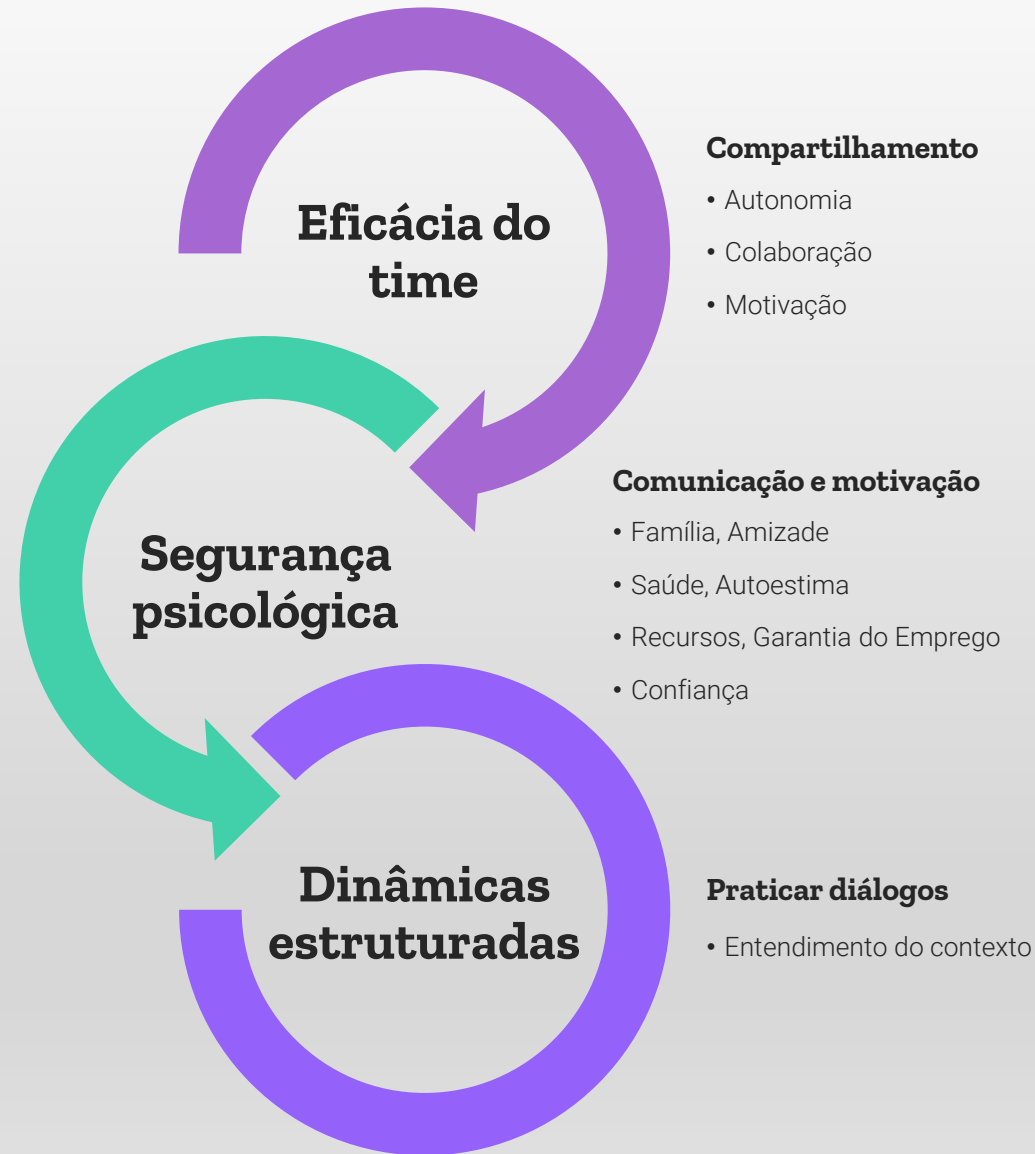 Eficácia do
time
Compartilhamento
• Autonomia
• Colaboração
• Motivação
Segurança
psicológica
Comunicação e motivação
• Família, Amizade
• Saúde, Autoestima
• Recursos, Garantia do Emprego
• Confiança
Dinâmicas
estruturadas
Praticar diálogos
• Entendimento do contexto